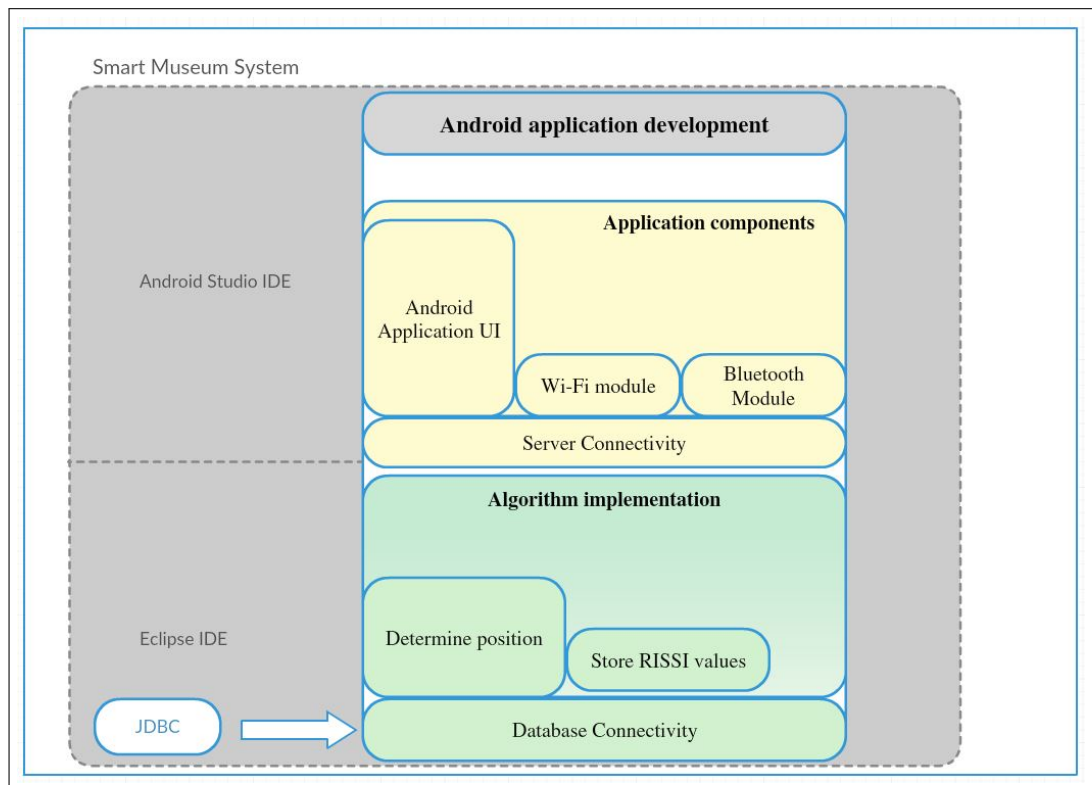 Smart Museum System
Android application development
Application components
Android Studio IDE
Android
Application UI
Wi-Fi module
Bluetooth
Module
Server Connectivity
Algorithm implementation
Eclipse IDE
Determine position
Store RISSI values
JDBC
Database Connectivity